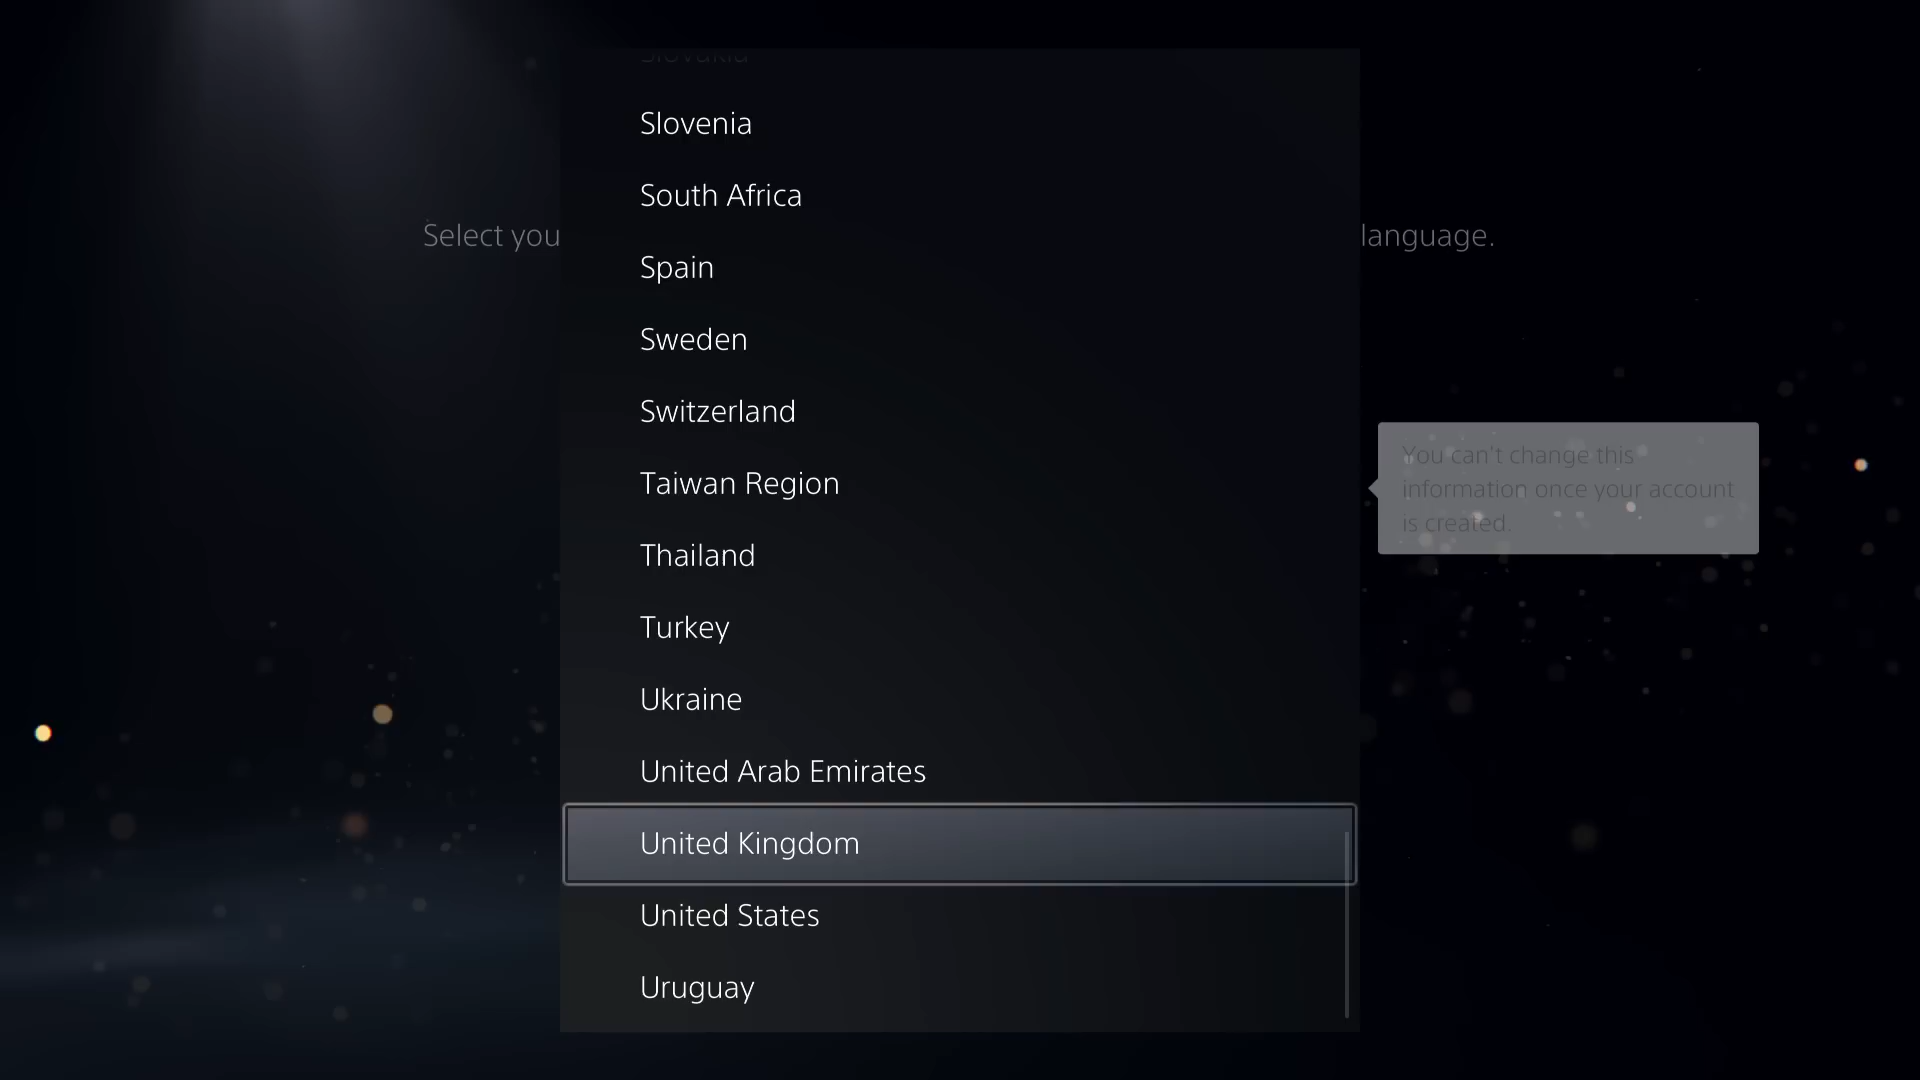 Slovakia
Slovenia
South Africa
Select you
language.
Spain
Sweden
Switzerland
You can't change this
information once your account
is created.
Taiwan Region
Thailand
Turkey
Ukraine
United Arab Emirates
United Kingdom
United States
Uruguay